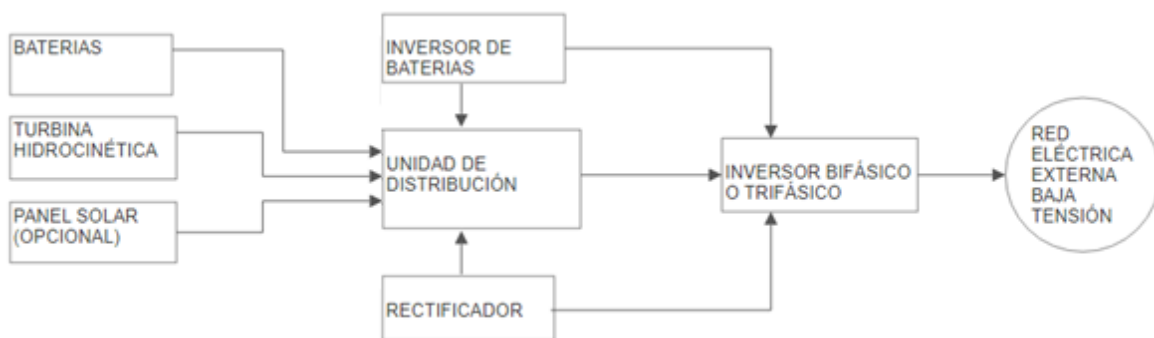 BATERIAS
TURBINA
HIDROCINÉTICA
PANEL SOLAR
(OPCIONAL)
INVERSOR DE
BATERIAS
UNIDAD DE
DISTRIBUCIÓN
RECTIFICADOR
INVERSOR BIFÁSICO
O TRIFÁSICO
RED
ELÉCTRICA
EXTERNA
BAJA
TENSIÓN